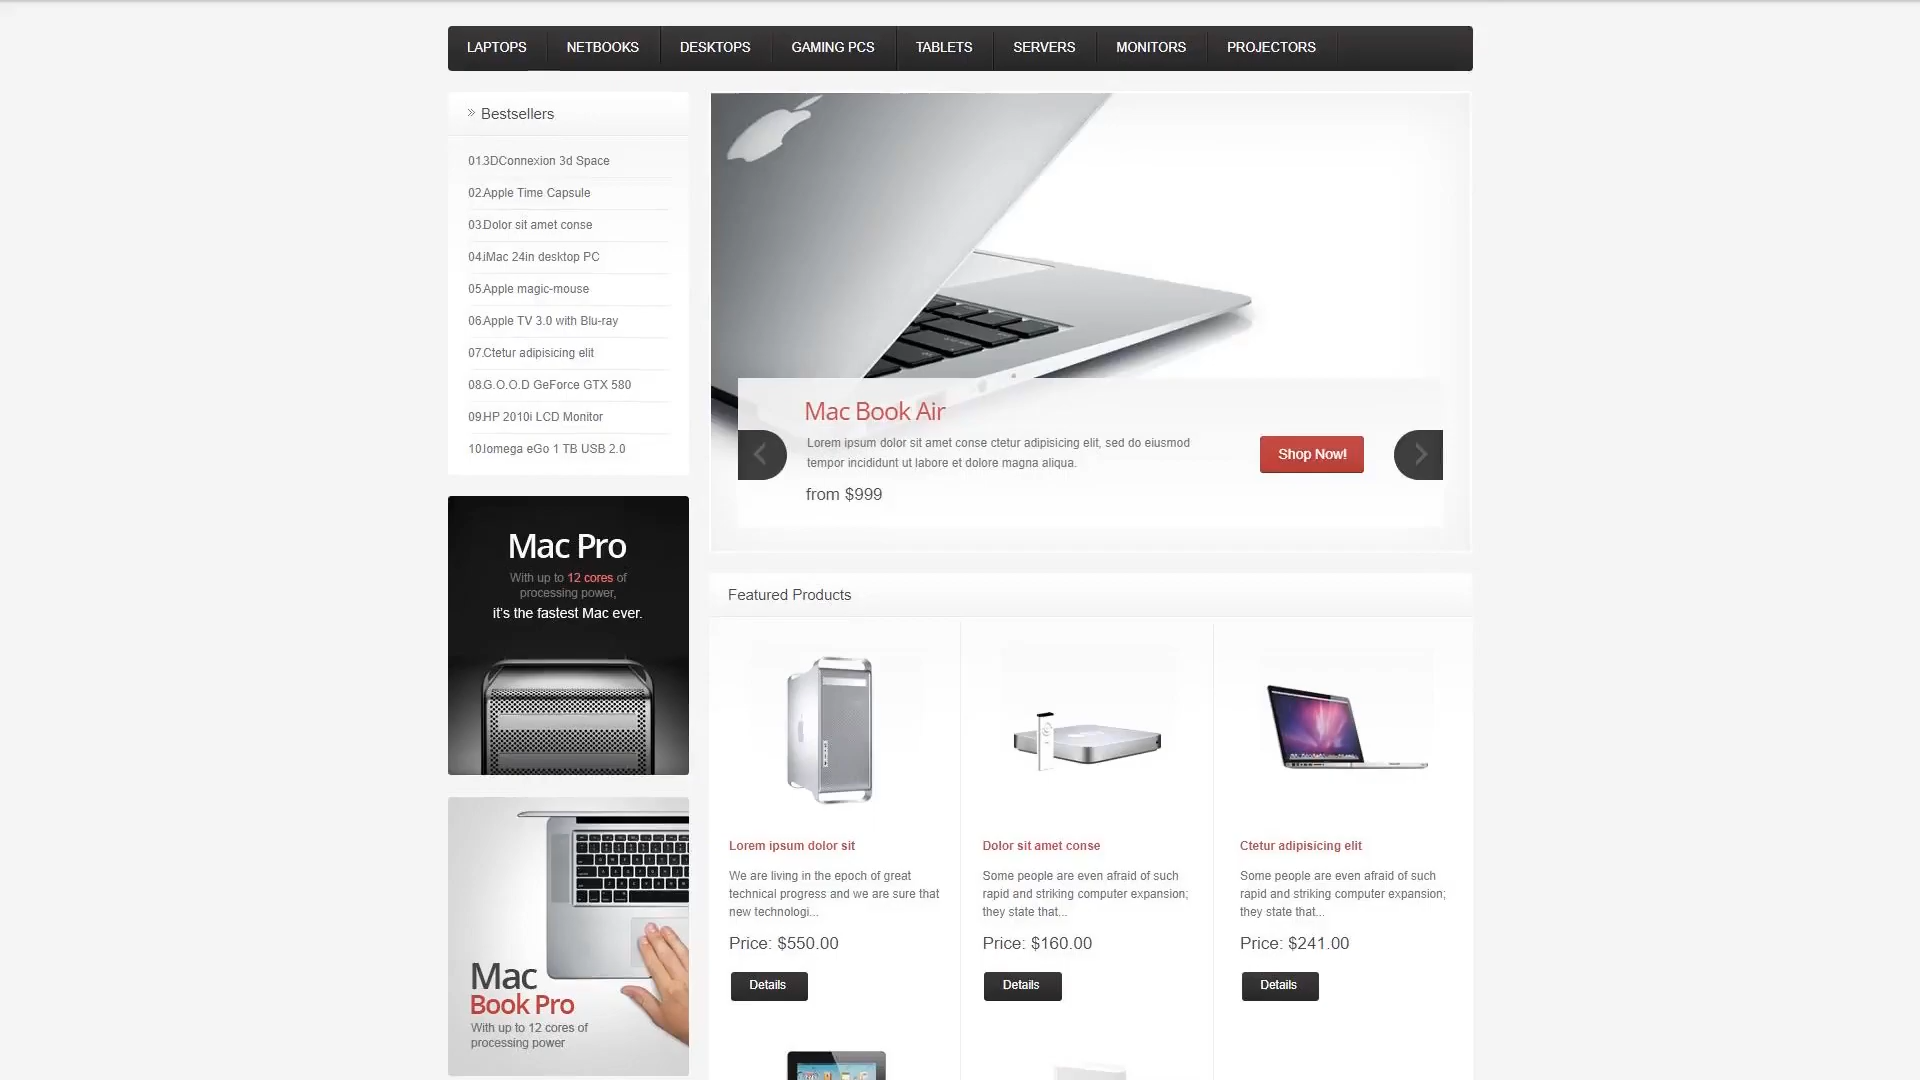 LAPTOPS NETBOOKS DESKTOPS GAMING PCS TABLETS SERVERS MONITORS PROJECTORS
Bestsellers
01.3DConnexion 3d Space
02.Apple Time Capsule
03.Dolor sit amet conse
04.iMac 24in desktop PC
05.Apple magic-mouse
06.Apple TV 3.0 with Blu-ray
07.Ctetur adipisicing elit
08.G.O.O.D GeForce GTX 580
09.HP 2010i LCD Monitor
10.Iomega eGo 1 TB USB 2.0
Mac Pro
With up to 12 cores of
processing power,
it's the fastest Mac ever.
Mac
Book Pro
With up to 12 cores of
processing power
Mac Book Air
Lorem ipsum dolor sit amet conse ctetur adipisicing elit, sed do eiusmod
tempor incididunt ut labore et dolore magna aliqua.
from $999
Shop Now!
Featured Products
Lorem ipsum dolor sit
We are living in the epoch of great
technical progress and we are sure that
new technologi...
Price: $550.00
Details
Dolor sit amet conse
Some people are even afraid of such
rapid and striking computer expansion;
they state that...
Price: $160.00
Details
Ctetur adipisicing elit
Some people are even afraid of such
rapid and striking computer expansion;
they state that...
Price: $241.00
Details